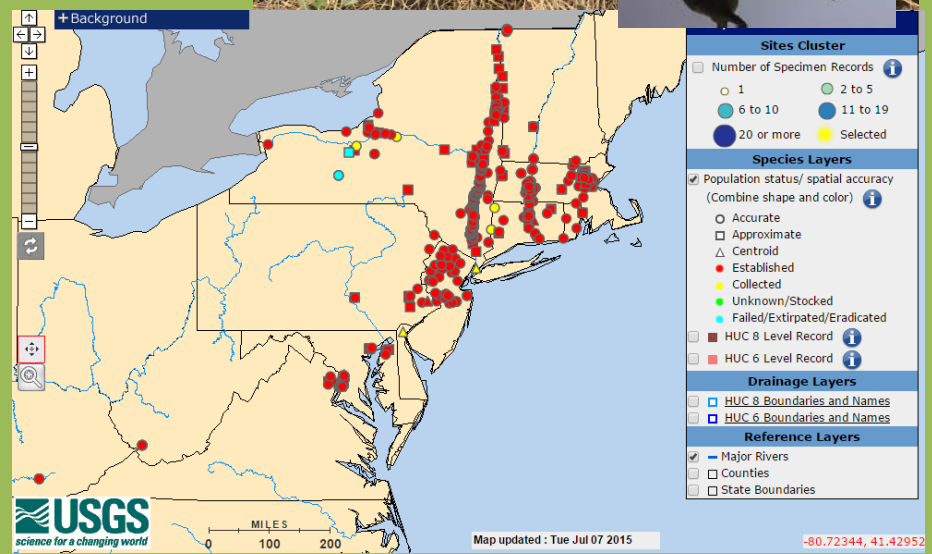 + Background
Sites Cluster
Number of Specimen Records
1
2 to 5
6 to 10
11 to 19
20 or more
Selected
Species Layers
Population status/ spatial accuracy
(Combine shape and color)
Accurate
Approximate
Centroid
Established
Collected
Unknown/Stocked
Failed/Extirpated/Eradicated
HUC 8 Level Record
HUC 6 Level Record
Drainage Layers
HUC 8 Boundaries and Names
HUC 6 Boundaries and Names
Reference Layers
Major Rivers
Counties
State Boundaries
USGS
science for a changing world
MILES
0 100 200
Map updated : Tue Jul 07 2015
-80.72344, 41.42952